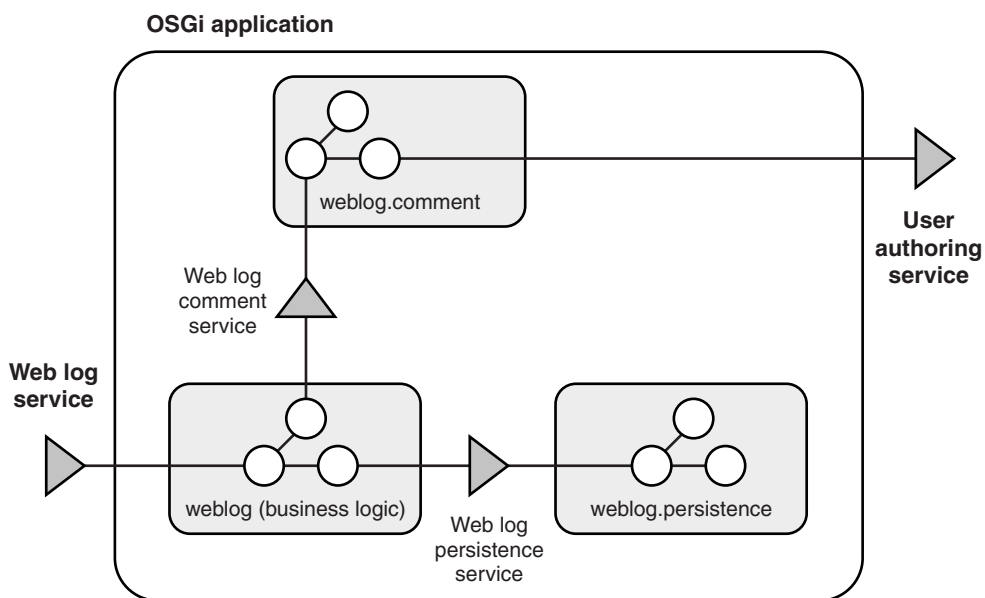 OSGi application
weblog.comment
User
authoring
service
Web log
comment
service
Web log
service
weblog (business logic)
Web log
persistence
service
weblog.persistence